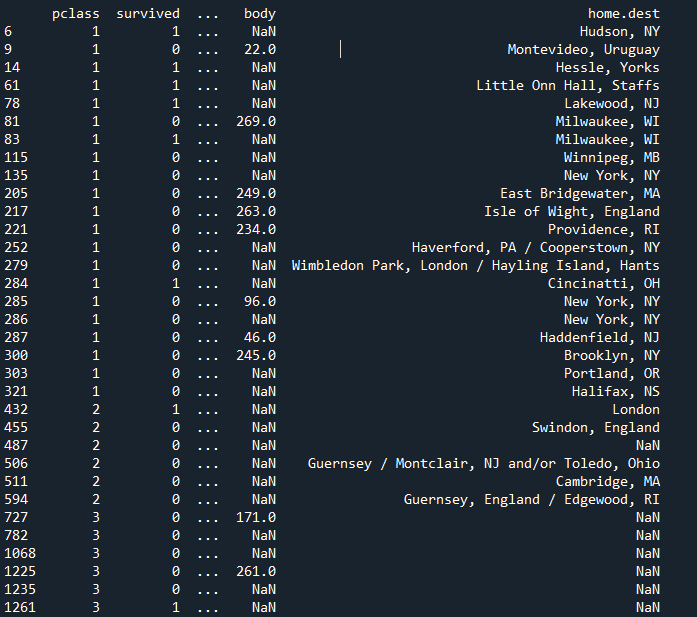 pclass survived ... body home.dest
6 1 1 ... NaN Hudson, NY
9 1 0 ... 22.0 Montevideo, Uruguay
14 1 1 ... NaN Hessle, Yorks
61 1 1 ... NaN Little Onn Hall, Staffs
78 1 1 ... NaN Lakewood, NJ
81 1 0 ... 269.0 Milwaukee, WI
83 1 1 ... NaN Milwaukee, WI
115 1 0 ... NaN Winnipeg, MB
135 1 0 ... NaN New York, NY
205 1 0 ... 249.0 East Bridgewater, MA
217 1 0 ... 263.0 Isle of Wight, England
221 1 0 ... 234.0 Providence, RI
252 1 0 ... NaN Haverford, PA / Cooperstown, NY
279 1 0 ... NaN Wimbledon Park, London / Hayling Island, Hants
284 1 1 ... NaN Cincinatti, OH
285 1 0 ... 96.0 New York, NY
286 1 0 ... NaN New York, NY
287 1 0 ... 46.0 Haddenfield, NJ
300 1 0 ... 245.0 Brooklyn, NY
303 1 0 ... NaN Portland, OR
321 1 0 ... NaN Halifax, NS
432 2 1 ... NaN London
455 2 0 ... NaN Swindon, England
487 2 0 ... NaN NaN
506 2 0 ... NaN Guernsey / Montclair, NJ and/or Toledo, Ohio
511 2 0 ... NaN Cambridge, MA
594 2 0 ... NaN Guernsey, England / Edgewood, RI
727 3 0 ... 171.0 NaN
782 3 0 ... NaN NaN
1068 3 0 ... NaN NaN
1225 3 0 ... 261.0 NaN
1235 3 0 ... NaN NaN
1261 3 1 ... NaN NaN